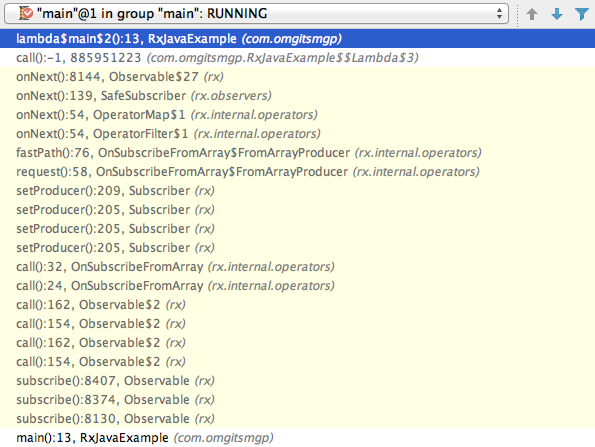 "main"@1 in group "main": RUNNING
lambda$main$2():13, RxJavaExample (com.omgitsmgp)
call():-1, 885951223 (com.omgitsmgp.RxJavaExample$$Lambda$3)
onNext():8144, Observable$27 (rx)
onNext():139, SafeSubscriber (rx.observers)
onNext():54, OperatorMap$1 (rx.internal.operators)
onNext():54, OperatorFilter$1 (rx.internal.operators)
fastPath():76, OnSubscribeFromArray$FromArrayProducer (rx.internal.operators)
request():58, OnSubscribeFromArray$FromArrayProducer (rx.internal.operators)
setProducer():209, Subscriber (rx)
setProducer():205, Subscriber (rx)
setProducer():205, Subscriber (rx)
setProducer():205, Subscriber (rx)
call():32, OnSubscribeFromArray (rx.internal.operators)
call():24, OnSubscribeFromArray (rx.internal.operators)
call():162, Observable$2 (rx)
call():154, Observable$2 (rx)
call():162, Observable$2 (rx)
call():154, Observable$2 (rx)
subscribe():8407, Observable (rx)
subscribe():8374, Observable (rx)
subscribe():8130, Observable (rx)
main():13, RxJavaExample (com.omgitsmgp)